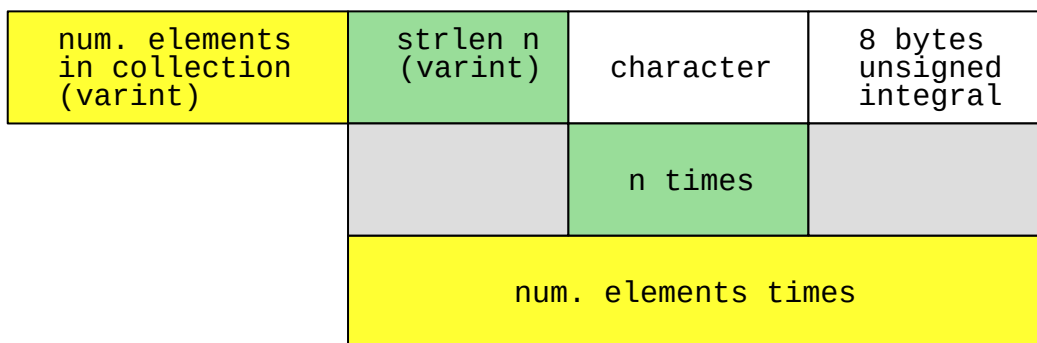 num. elements
in collection
(varint)
strlen n
(varint)
character
8 bytes
unsigned
integral
n times
num. elements times